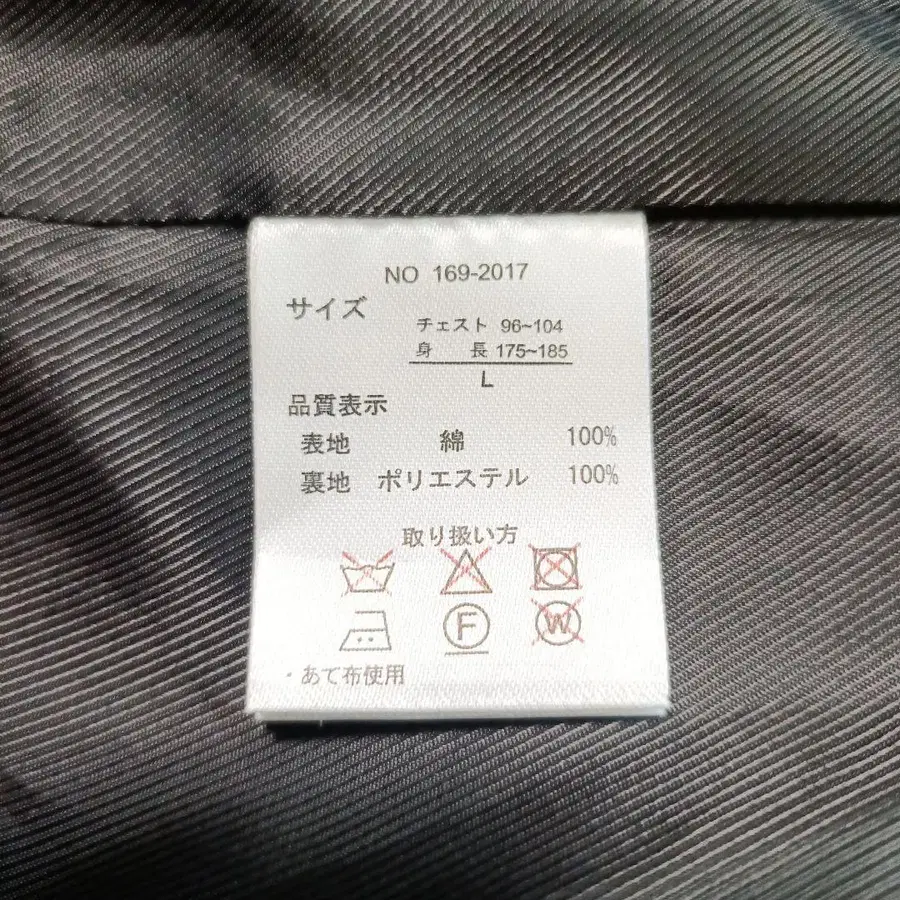 NO 169-2017
サイズ
チェスト 96~104
身 長 175~185
L
品質表示
表地 綿 100%
裏地 ポリエステル 100%
取り扱い方
F W
・あて布使用